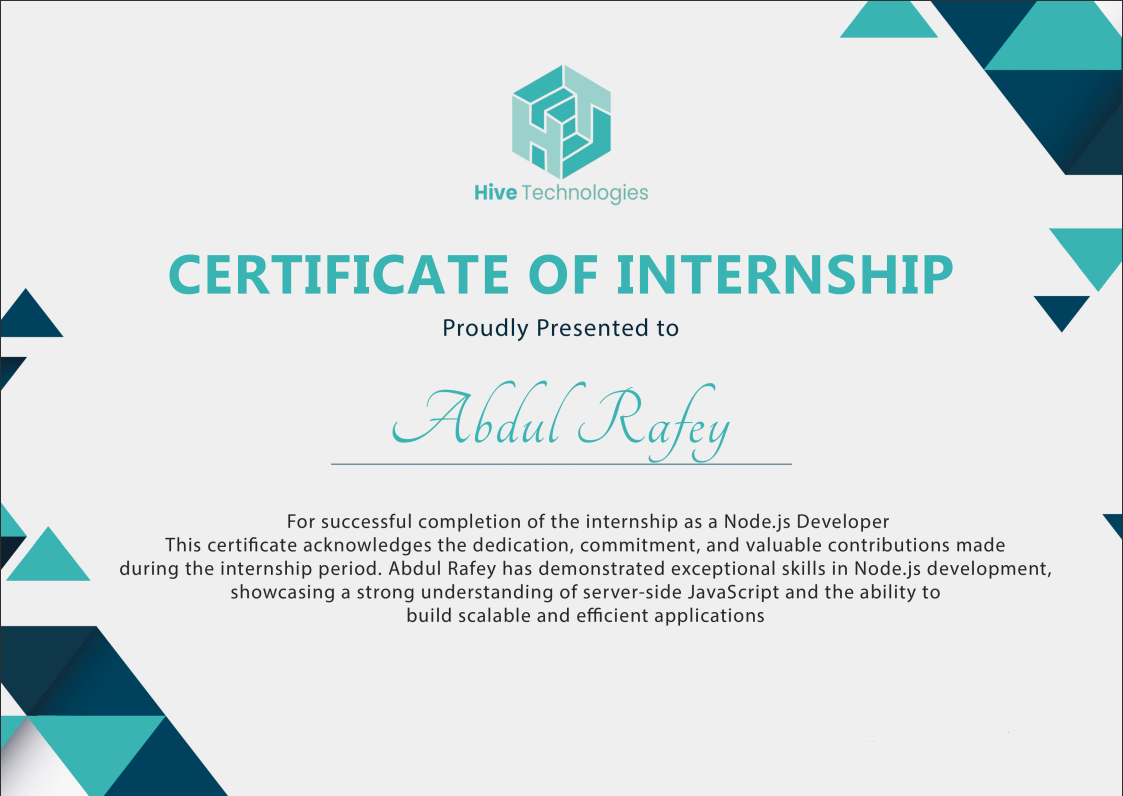 Hive Technologies
CERTIFICATE OF INTERNSHIP
Proudly Presented to
Abdul Rafey
For successful completion of the internship as a Node.js Developer
This certificate acknowledges the dedication, commitment, and valuable contributions made
during the internship period. Abdul Rafey has demonstrated exceptional skills in Node.js development,
showcasing a strong understanding of server-side JavaScript and the ability to
build scalable and efficient applications